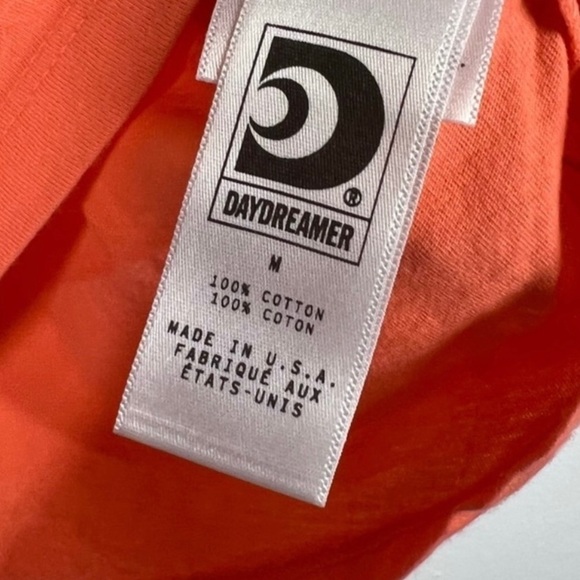 ®
DAYDREAMER
M
100% COTTON
100% COTON
MADE IN U.S.A.
FABRIQUÉ AUX
ÉTATS-UNIS